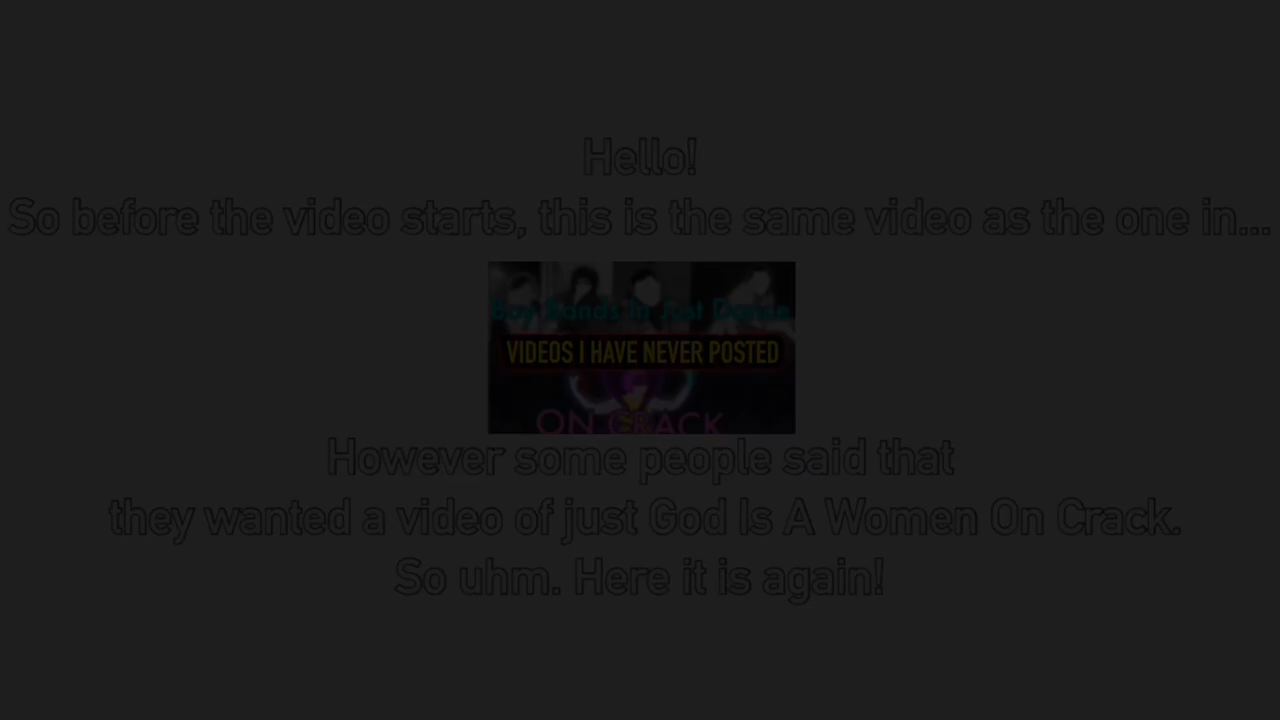 Hello!
So before the video starts, this is the same video as the one in...
Boy Bands in Just Dance
VIDEOS I HAVE NEVER POSTED
ON CRACK
However some people said that
they wanted a video of just God Is A Women On Crack.
So uhm. Here it is again!